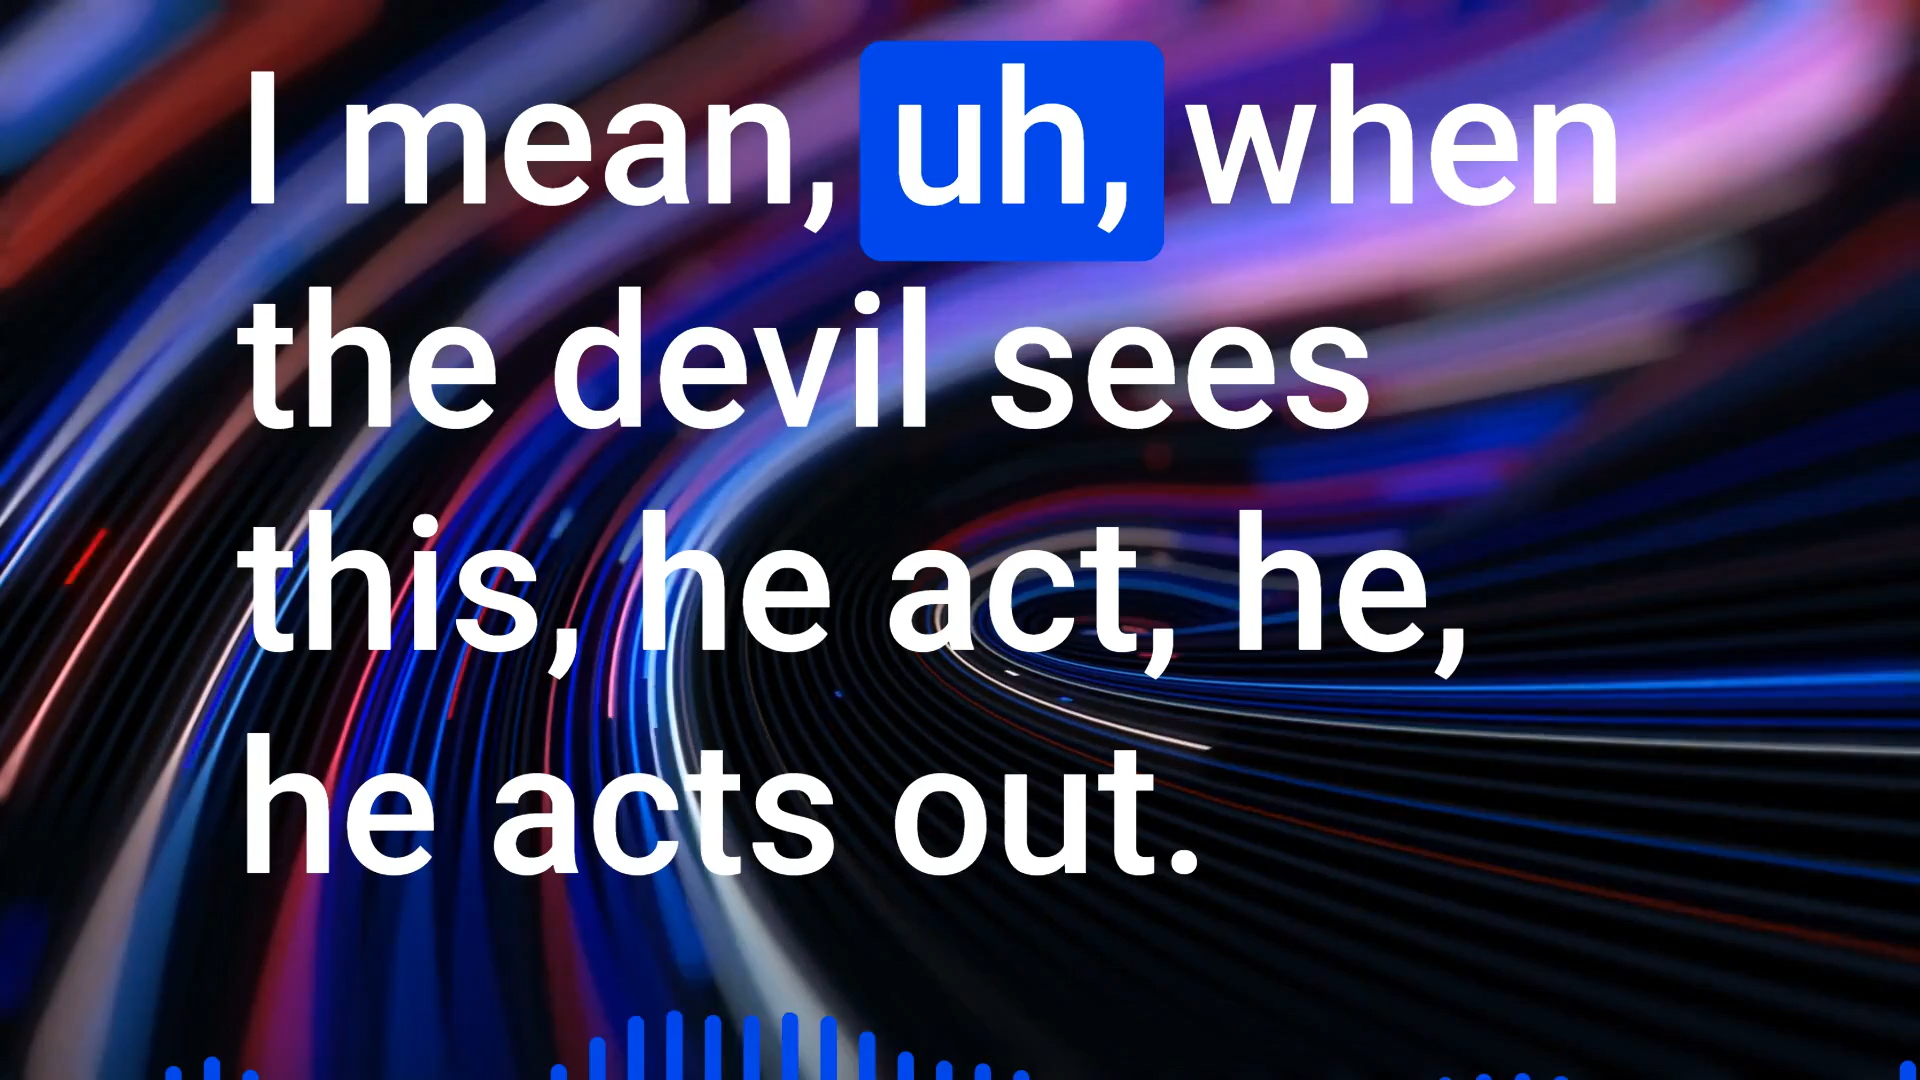 I mean, uh, when
the devil sees
this, he act, he,
he acts out.